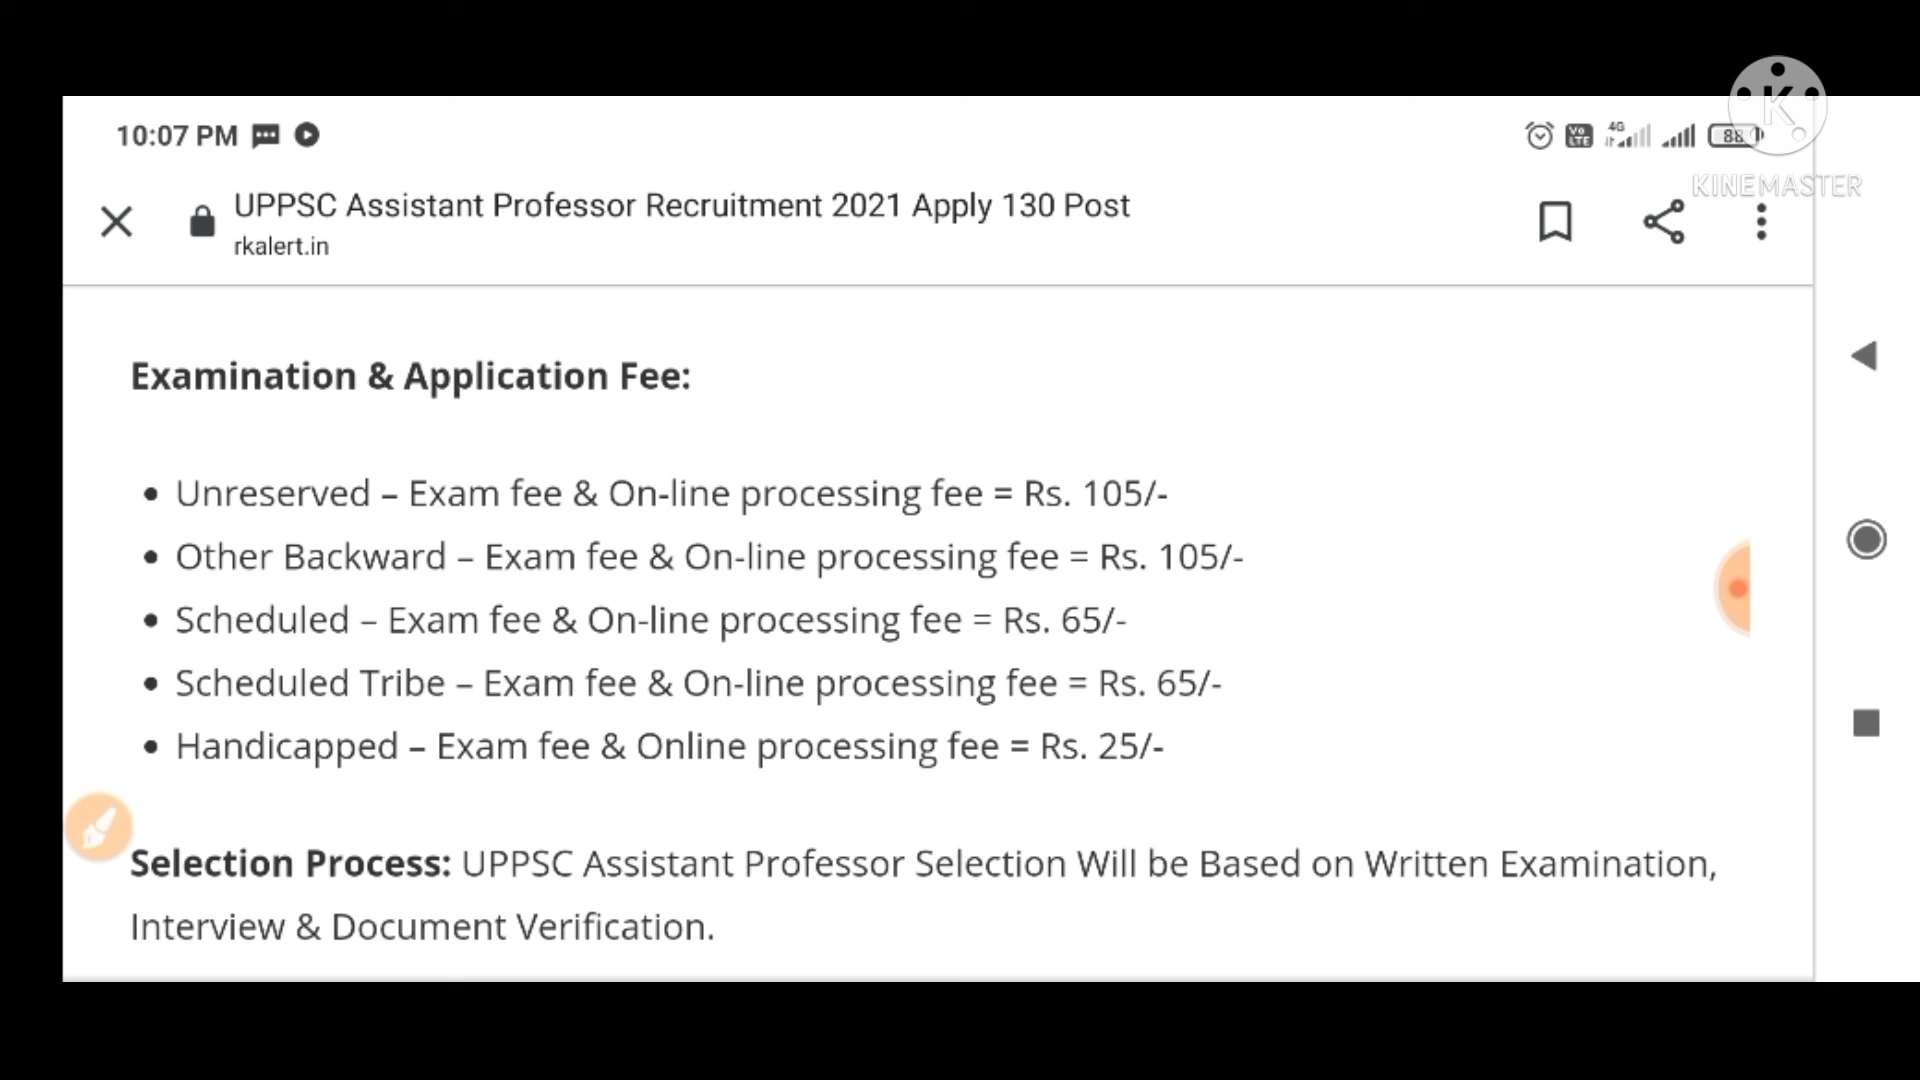 K
KINEMASTER
10:07 PM
Vo LTE 4G 88
UPPSC Assistant Professor Recruitment 2021 Apply 130 Post
rkalert.in
Examination & Application Fee:
• Unreserved – Exam fee & On-line processing fee = Rs. 105/-
• Other Backward – Exam fee & On-line processing fee = Rs. 105/-
• Scheduled – Exam fee & On-line processing fee = Rs. 65/-
• Scheduled Tribe – Exam fee & On-line processing fee = Rs. 65/-
• Handicapped – Exam fee & Online processing fee = Rs. 25/-
Selection Process: UPPSC Assistant Professor Selection Will be Based on Written Examination,
Interview & Document Verification.